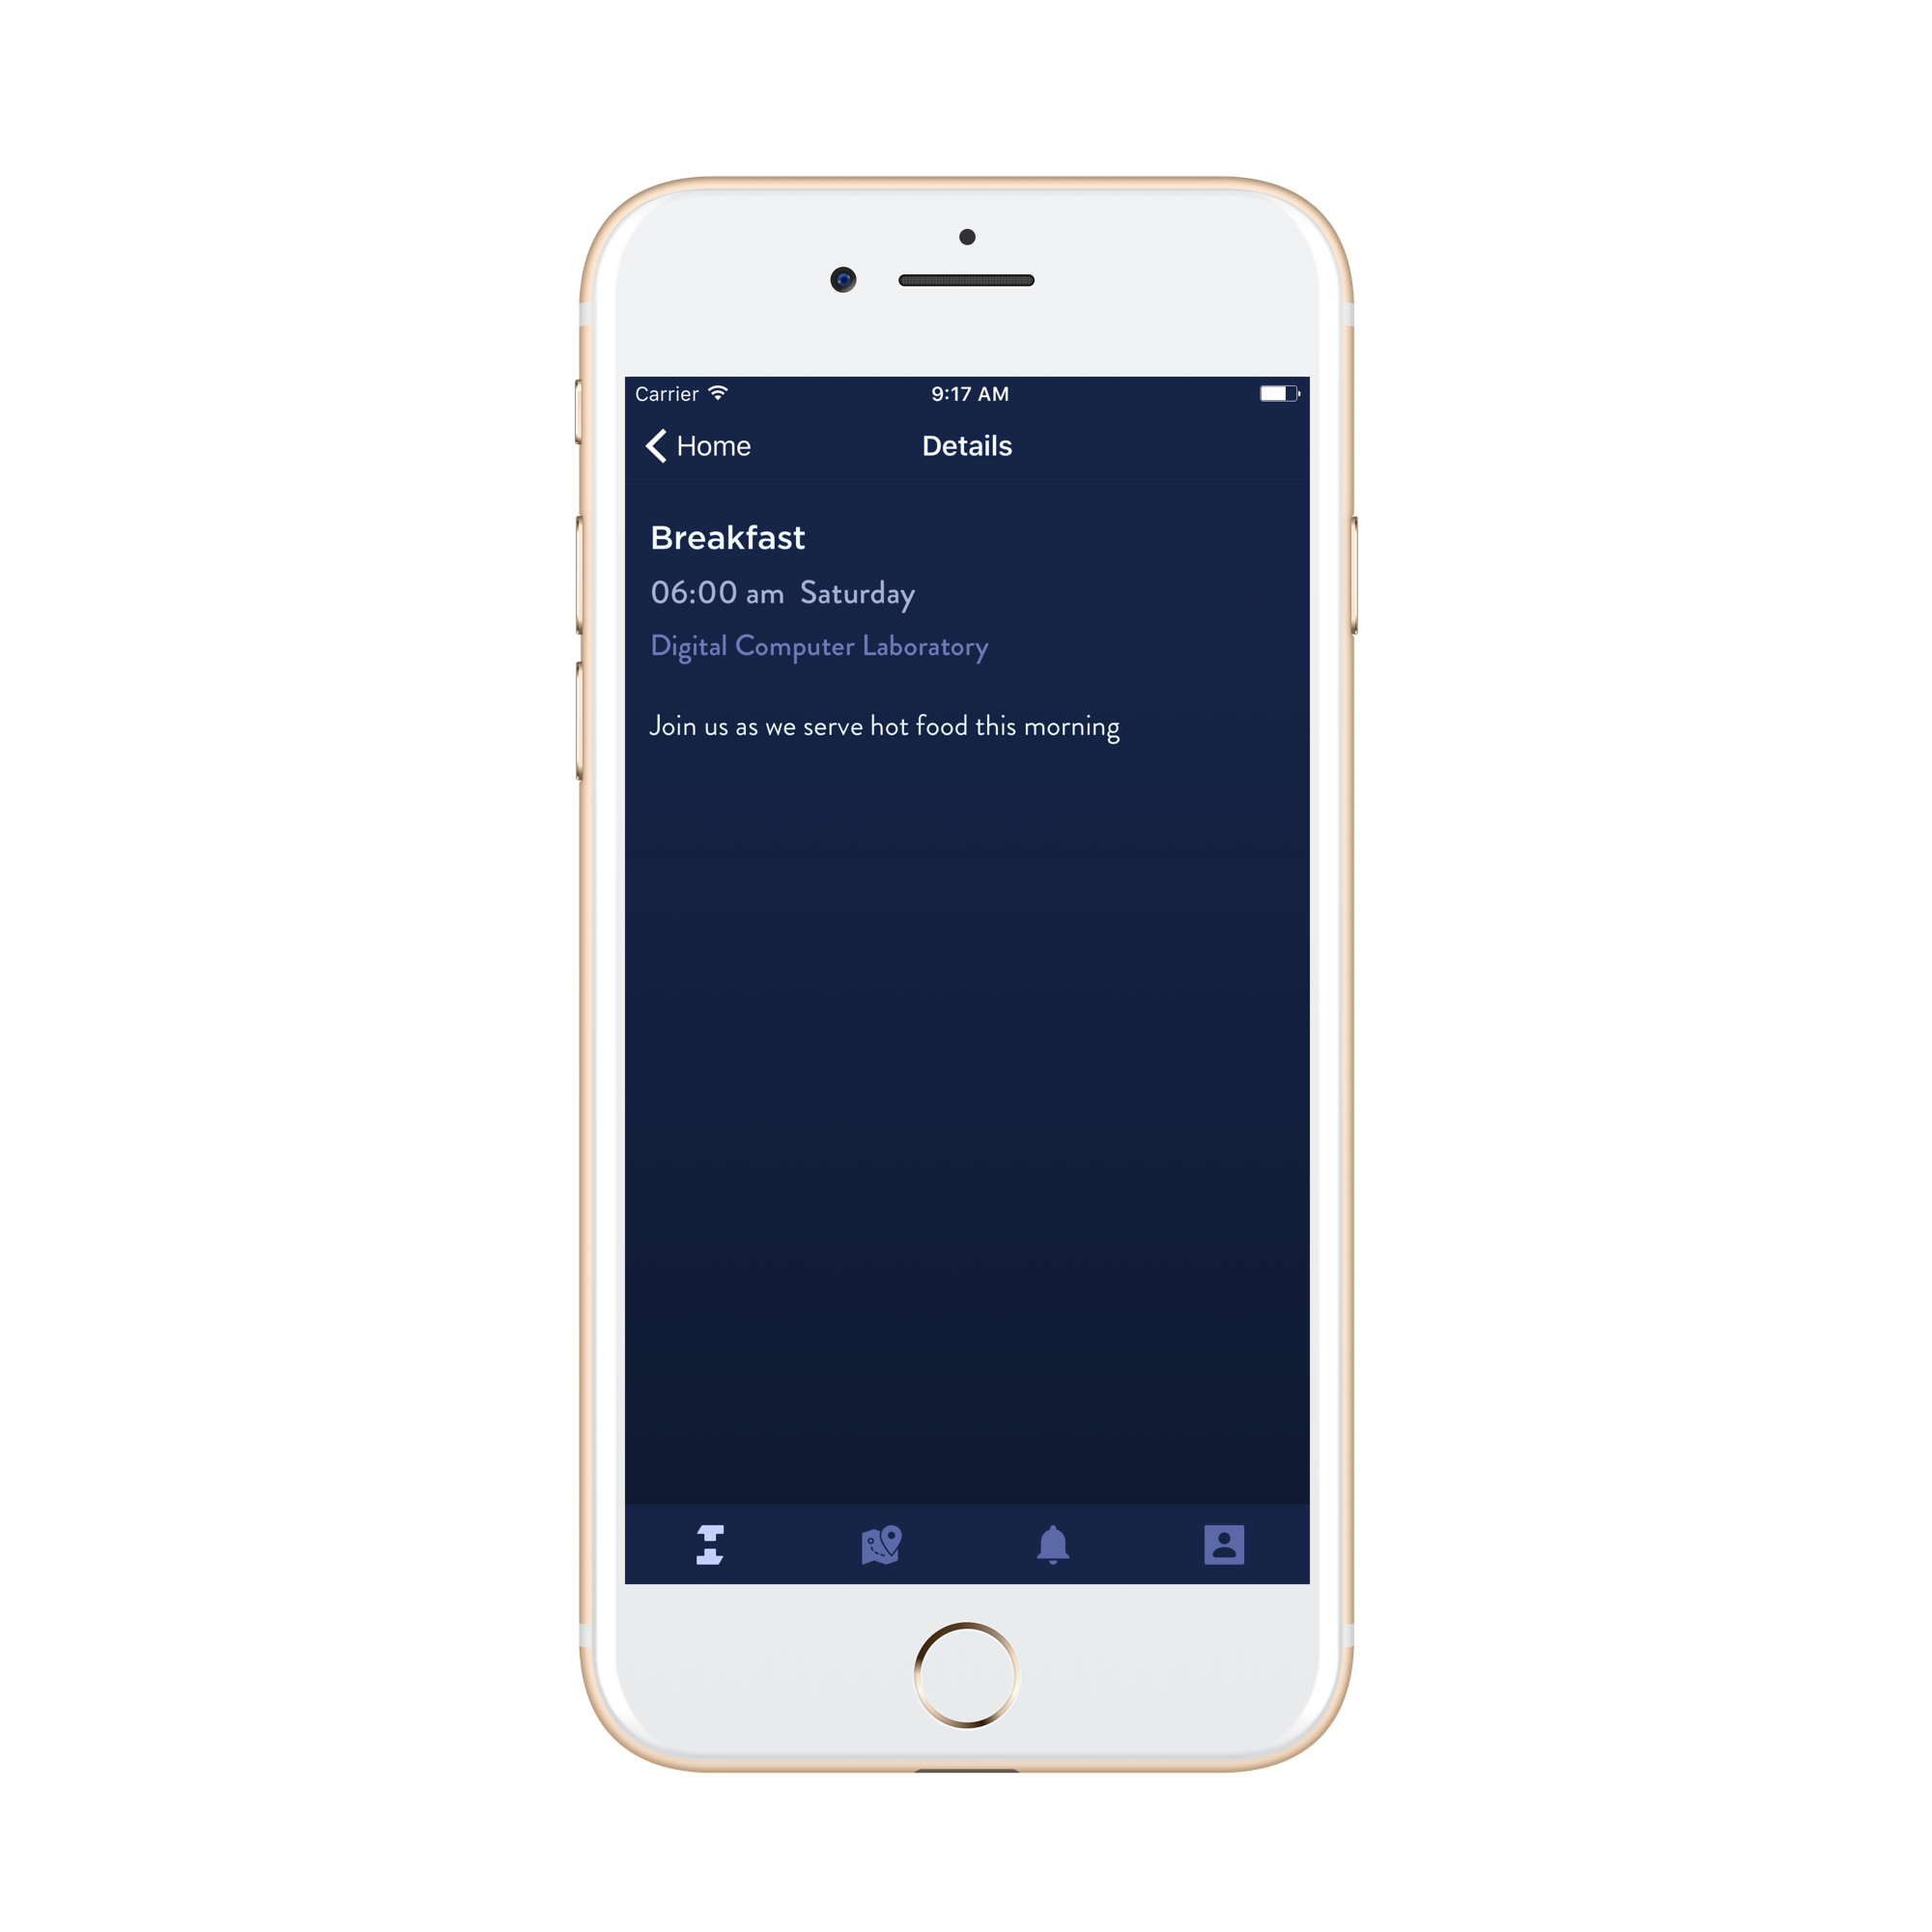 Carrier 9:17 AM
Home Details
Breakfast
06:00 am Saturday
Digital Computer Laboratory
Join us as we serve hot food this morning